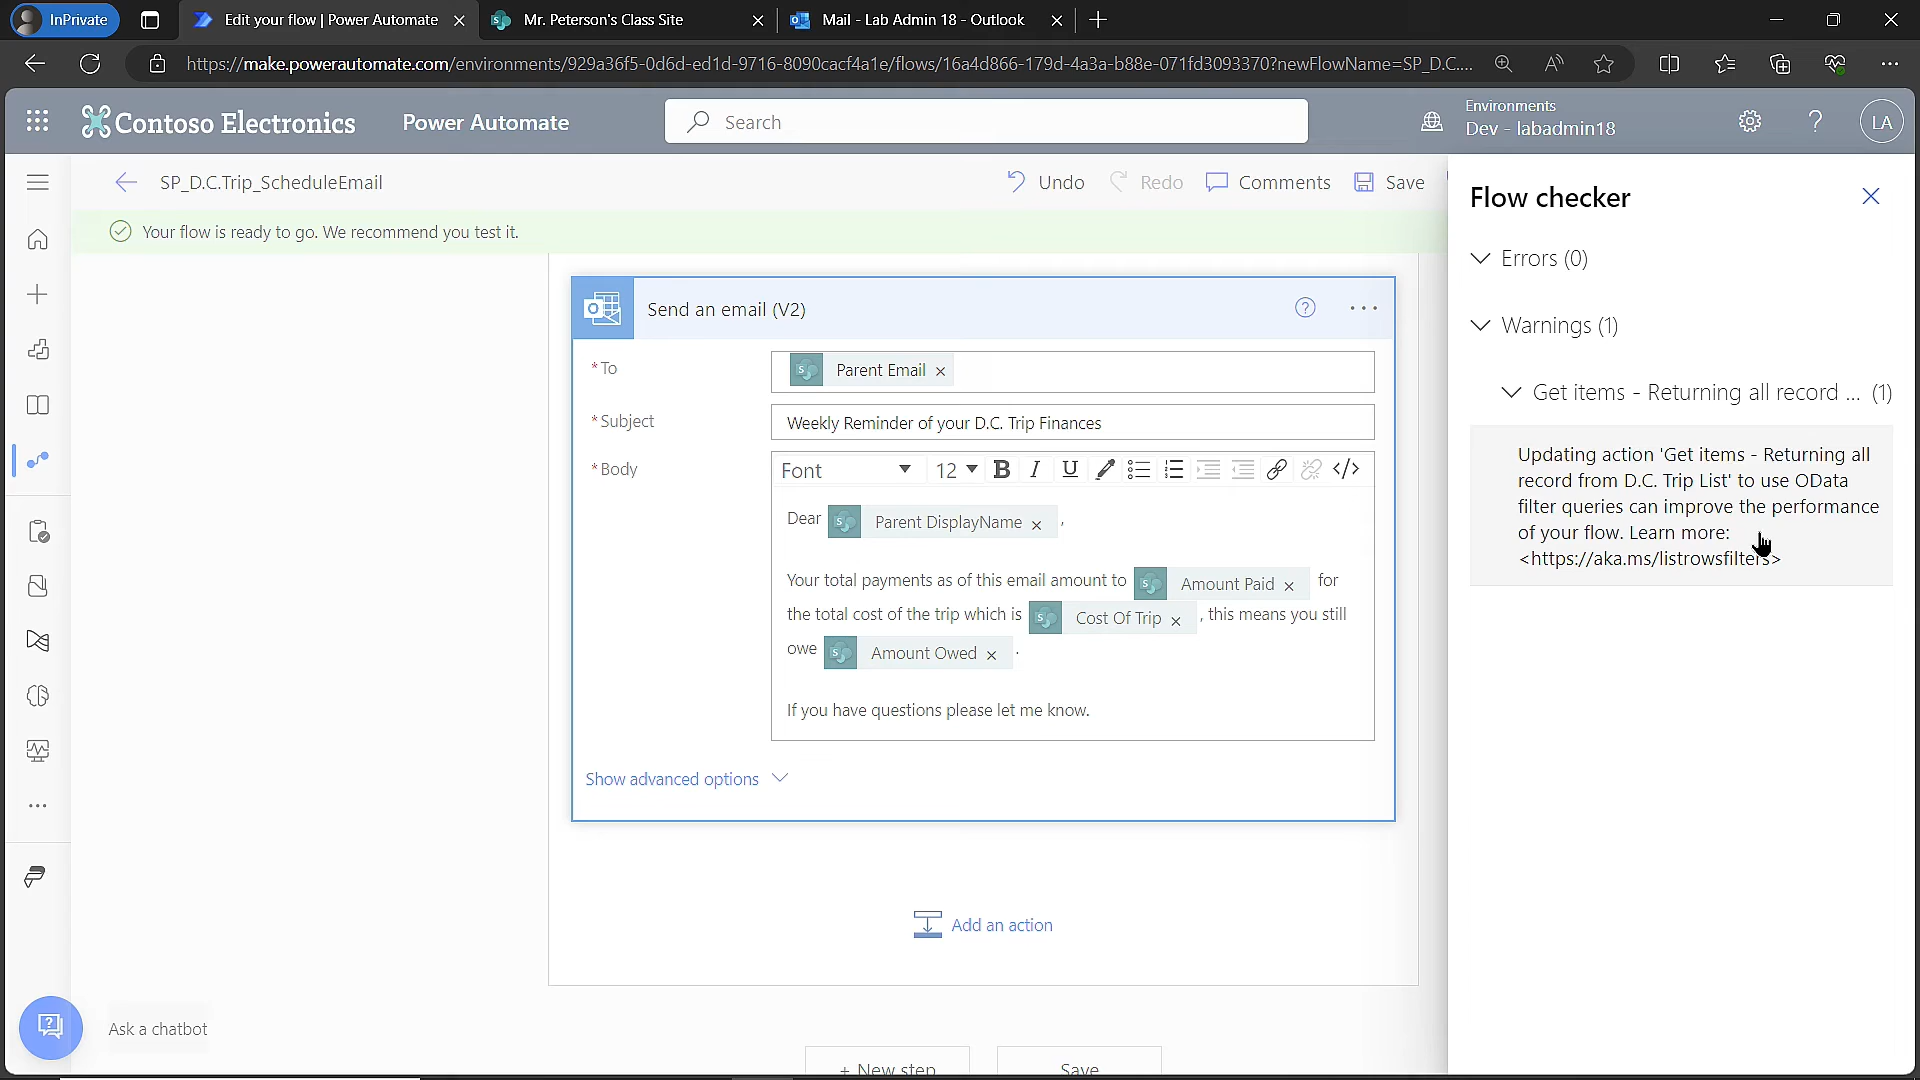 InPrivate
Edit your flow | Power Automate
Mr. Peterson's Class Site
Mail - Lab Admin 18 - Outlook
https://make.powerautomate.com/environments/929a36f5-0d6d-ed1d-9716-8090cacf4a1e/flows/16a4d866-179d-4a3a-b88e-071fd3093370?newFlowName=SP_D.C....
Contoso Electronics
Power Automate
Search
Environments
Dev - labadmin18
LA
SP_D.C.Trip_ScheduleEmail
Undo
Redo
Comments
Save
Your flow is ready to go. We recommend you test it.
Send an email (V2)
* To
Parent Email
* Subject
Weekly Reminder of your D.C. Trip Finances
* Body
Font
12
B I U </>
Dear Parent DisplayName ,
Your total payments as of this email amount to Amount Paid for
the total cost of the trip which is Cost Of Trip , this means you still
owe Amount Owed .
If you have questions please let me know.
Show advanced options
Add an action
+ New step
Save
Ask a chatbot
Flow checker
Errors (0)
Warnings (1)
Get items - Returning all record ... (1)
Updating action 'Get items - Returning all
record from D.C. Trip List' to use OData
filter queries can improve the performance
of your flow. Learn more:
<https://aka.ms/listrowsfilters>